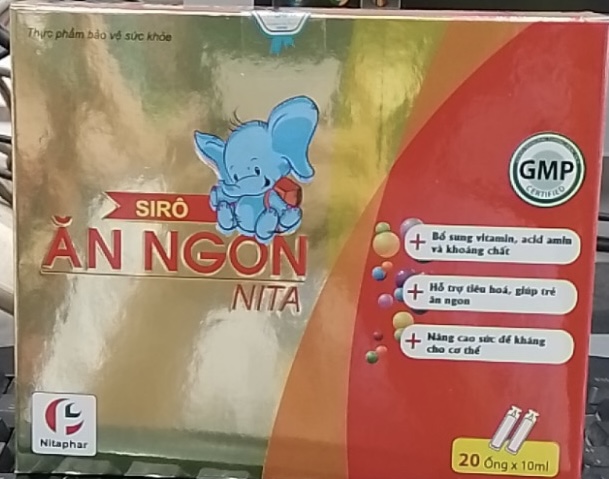 Thực phẩm bảo vệ sức khỏe
SIRÔ
ĂN NGON
NITA
GMP
CERTIFIED
Bổ sung vitamin, acid amin
và khoáng chất
Hỗ trợ tiêu hoá, giúp trẻ
ăn ngon
Nâng cao sức đề kháng
cho cơ thể
Nitaphar
20 Ống x 10ml